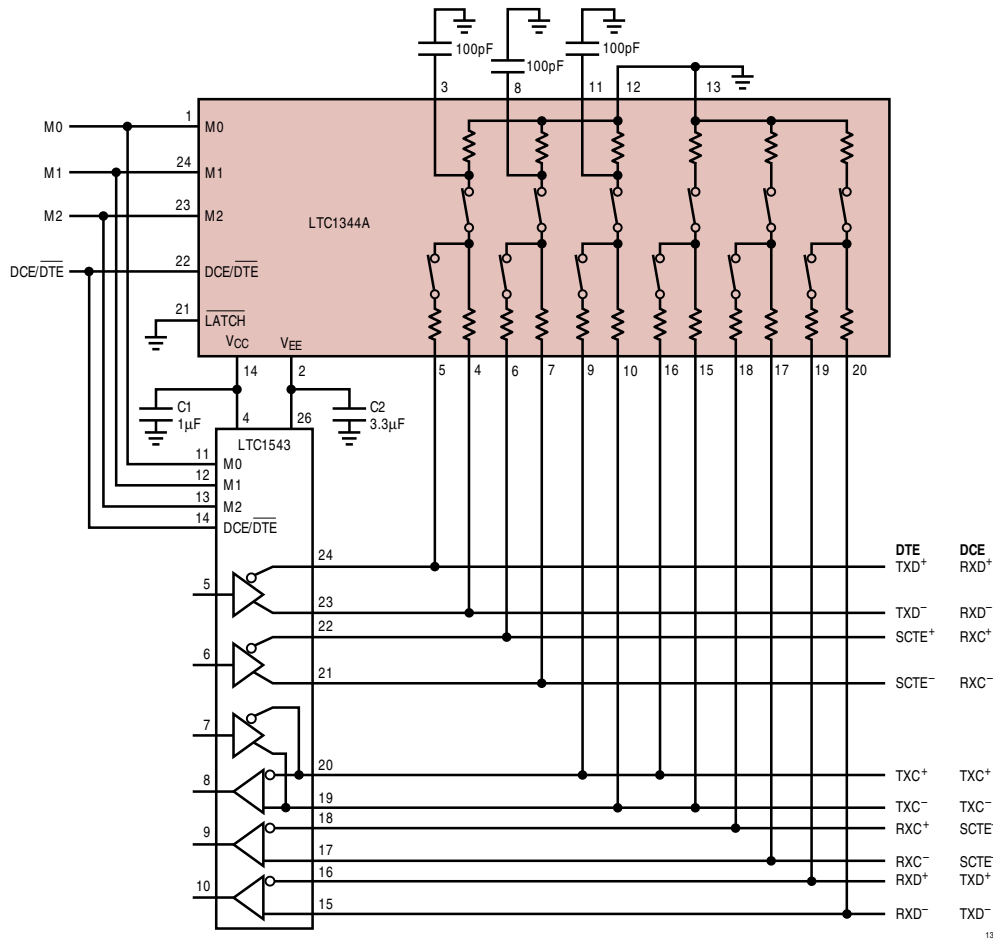 100pF
100pF
100pF
3
8
11
12
13
M0
1
M0
M1
24
M1
M2
23
M2
LTC1344A
DCE/DTE
22
DCE/DTE
21
LATCH
VCC
VEE
14
2
5
4
6
7
9
10
16
15
18
17
19
20
C1
1µF
4
26
C2
3.3µF
LTC1543
11
M0
12
M1
13
M2
14
DCE/DTE
DTE
DCE
24
TXD+
RXD+
5
23
TXD−
RXD−
22
SCTE+
RXC+
6
21
SCTE−
RXC−
7
20
TXC+
TXC+
8
19
TXC−
TXC−
18
RXC+
SCTE
9
17
RXC−
SCTE
16
RXD+
TXD+
10
15
RXD−
TXD−
13